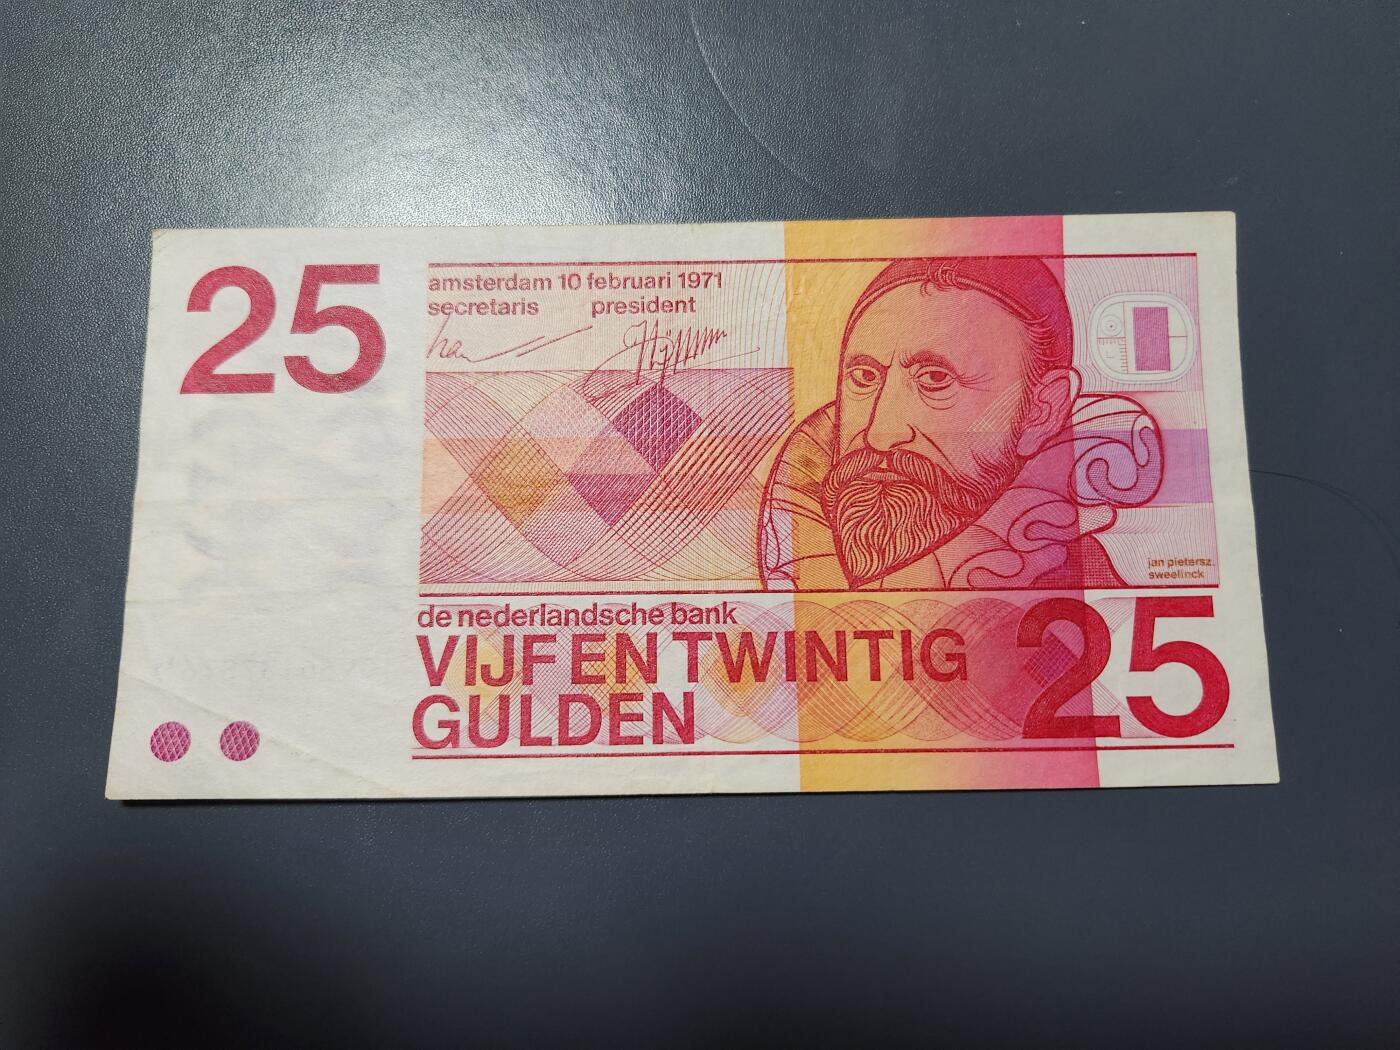 25
amsterdam 10 februari 1971
secretaris president
jan pietersz.
sweelinck
de nederlandsche bank
VIJF EN TWINTIG
GULDEN
25